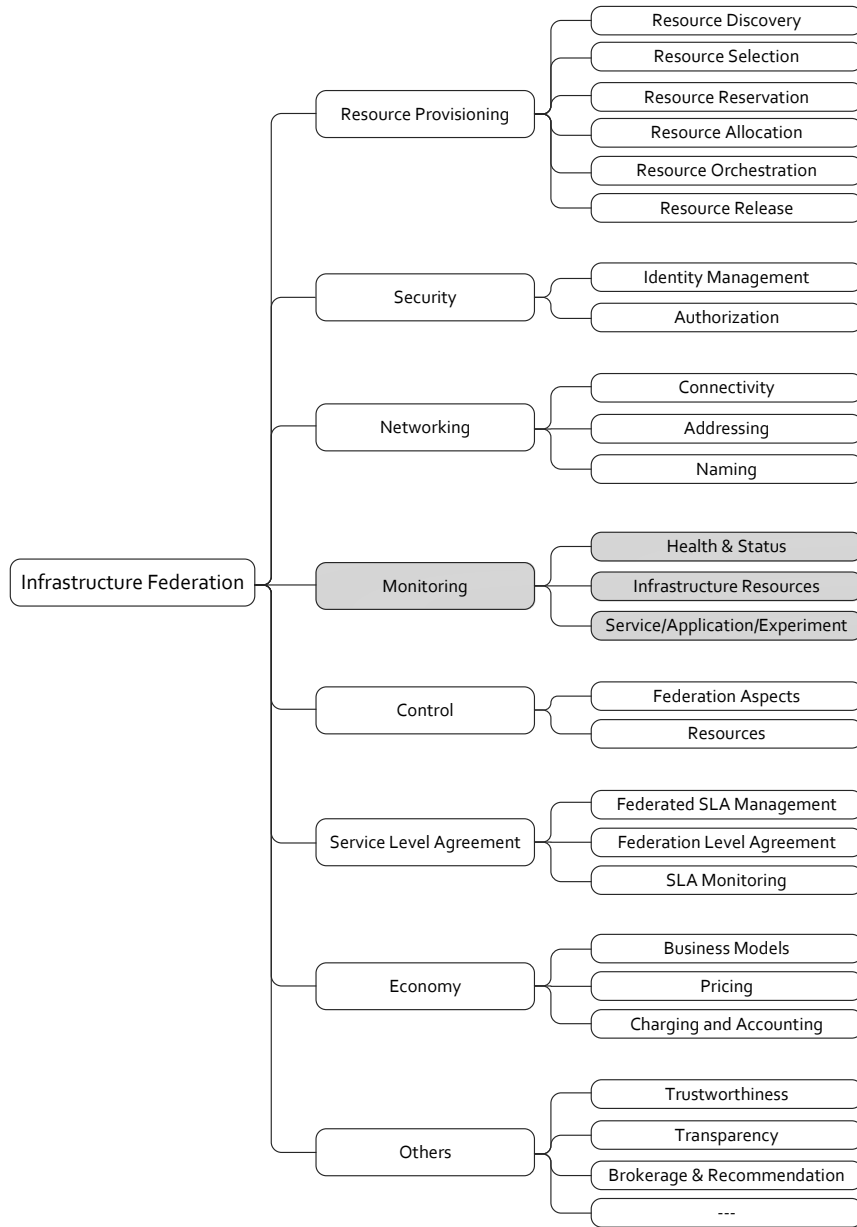 Resource Discovery
Resource Selection
Resource Reservation
Resource Provisioning
Resource Allocation
Resource Orchestration
Resource Release
Identity Management
Security
Authorization
Connectivity
Networking
Addressing
Naming
Health & Status
Infrastructure Federation
Monitoring
Infrastructure Resources
Service/Application/Experiment
Federation Aspects
Control
Resources
Federated SLA Management
Service Level Agreement
Federation Level Agreement
SLA Monitoring
Business Models
Economy
Pricing
Charging and Accounting
Trustworthiness
Transparency
Others
Brokerage & Recommendation
---